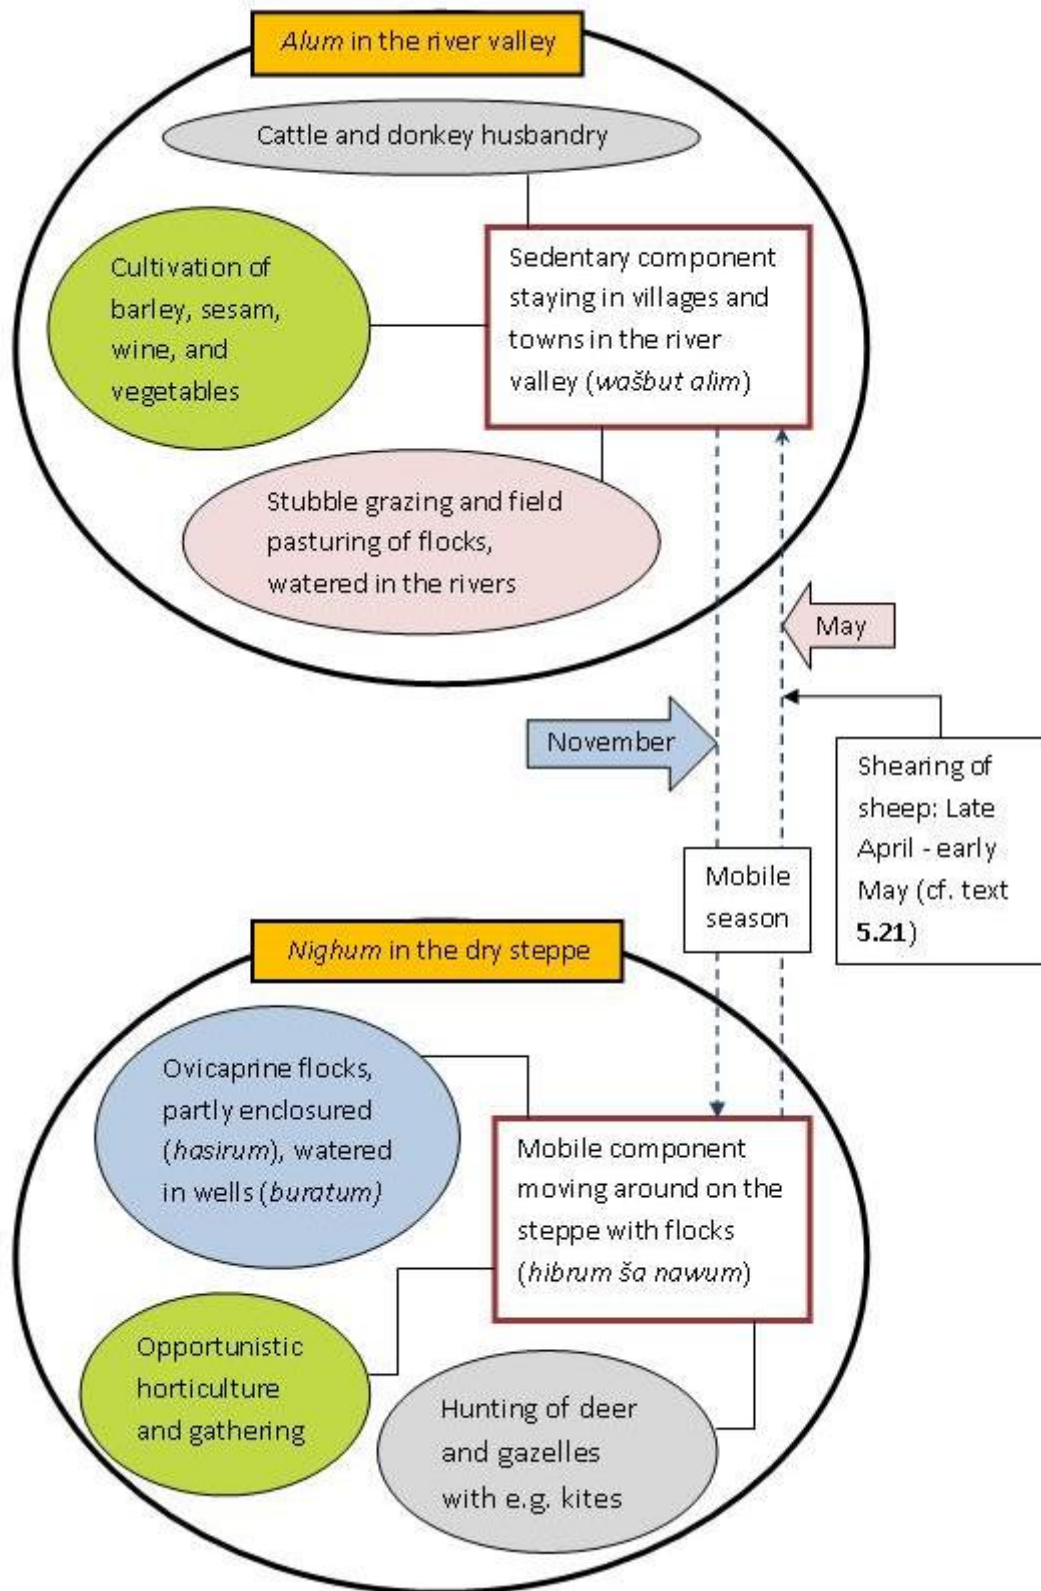 Alum in the river valley
Cattle and donkey husbandry
Cultivation of
barley, sesam,
wine, and
vegetables
Sedentary component
staying in villages and
towns in the river
valley (wašbut alim)
Stubble grazing and field
pasturing of flocks,
watered in the rivers
May
November
Shearing of
sheep: Late
April - early
May (cf. text
5.21)
Mobile
season
Nighum in the dry steppe
Ovicaprine flocks,
partly enclosured
(hasirum), watered
in wells (buratum)
Mobile component
moving around on the
steppe with flocks
(hibrum ša nawum)
Opportunistic
horticulture
and gathering
Hunting of deer
and gazelles
with e.g. kites